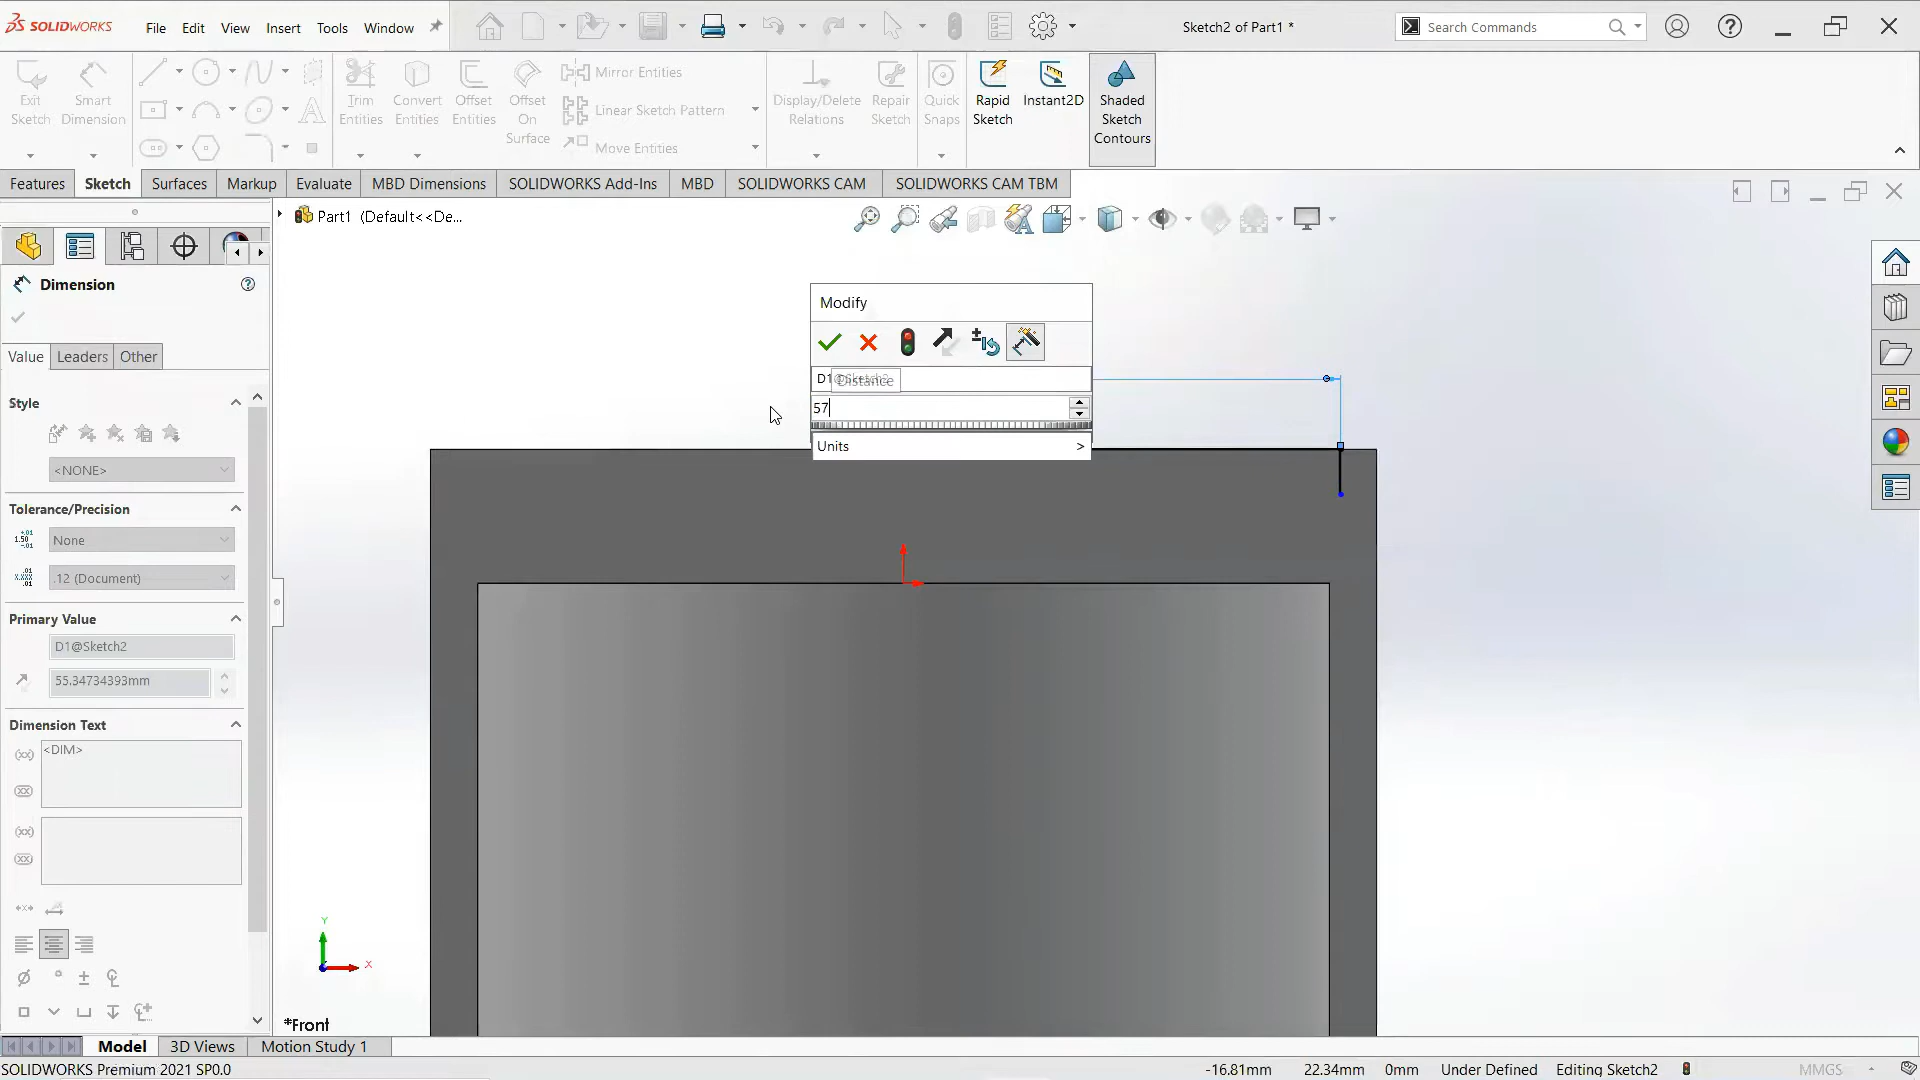 SOLIDWORKS File Edit View Insert Tools Window Sketch2 of Part1 * Search Commands
Exit Sketch
Smart Dimension
Trim Entities
Convert Entities
Offset Entities
Offset On Surface
Mirror Entities
Linear Sketch Pattern
Move Entities
Display/Delete Relations
Repair Sketch
Quick Snaps
Rapid Sketch
Instant2D
Shaded Sketch Contours
Features Sketch Surfaces Markup Evaluate MBD Dimensions SOLIDWORKS Add-Ins MBD SOLIDWORKS CAM SOLIDWORKS CAM TBM
Part1 (Default<<De...
Dimension
Value Leaders Other
Style
<NONE>
Tolerance/Precision
None
.12 (Document)
Primary Value
D1@Sketch2
55.34734393mm
Dimension Text
<DIM>
Modify
D1@Sketch2
Distance
57
Units >
Y
X
*Front
Model 3D Views Motion Study 1
SOLIDWORKS Premium 2021 SP0.0 -16.81mm 22.34mm 0mm Under Defined Editing Sketch2 MMGS